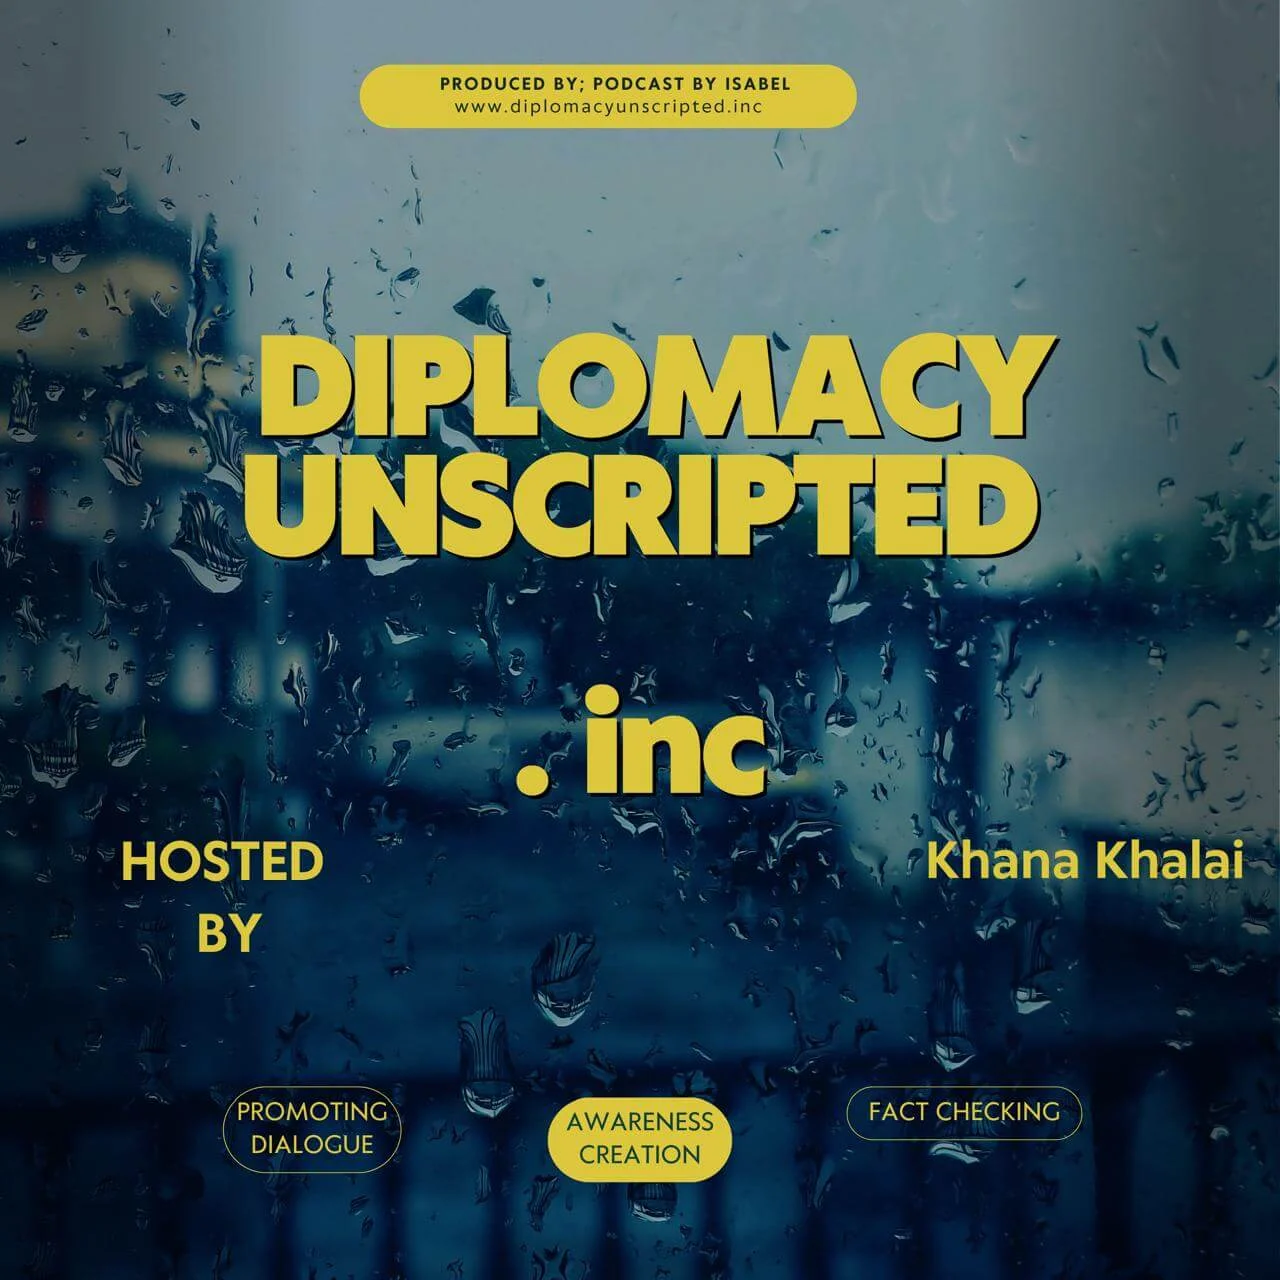 PRODUCED BY; PODCAST BY ISABEL
www.diplomacyunscripted.inc
DIPLOMACY
UNSCRIPTED
. inc
HOSTED
BY
Khana Khalai
PROMOTING
DIALOGUE
AWARENESS
CREATION
FACT CHECKING